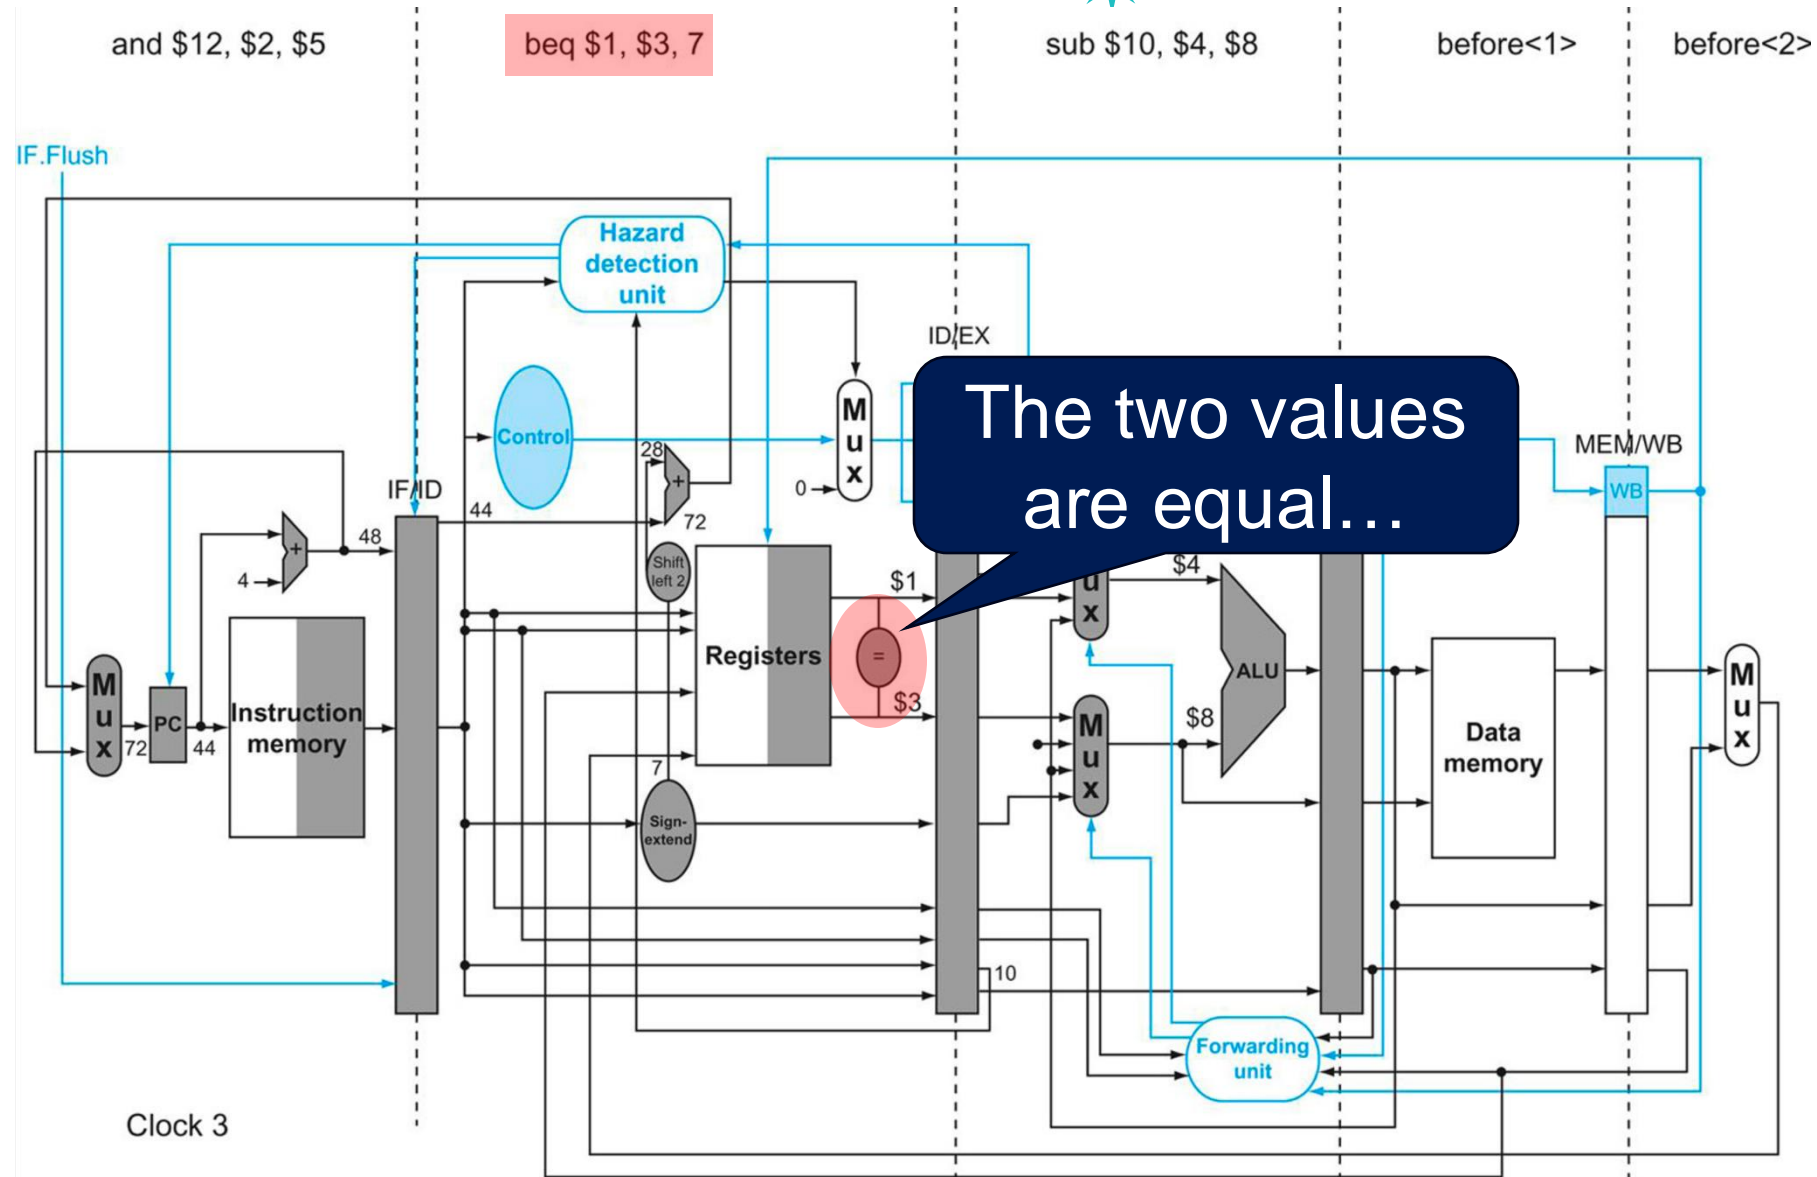 and $12, $2, $5
beq $1, $3, 7
sub $10, $4, $8
before<1>
before<2>
IF.Flush
Hazard
detection
unit
ID/EX
The two values
are equal…
Control
M
u
x
0
28
72
MEM/WB
WB
IF/ID
44
48
4
+
+
Shift
left 2
$1
=
$3
Registers
u
x
$4
ALU
M
u
x
72
PC
44
Instruction
memory
7
Sign-
extend
M
u
x
$8
Data
memory
M
u
x
10
Forwarding
unit
Clock 3